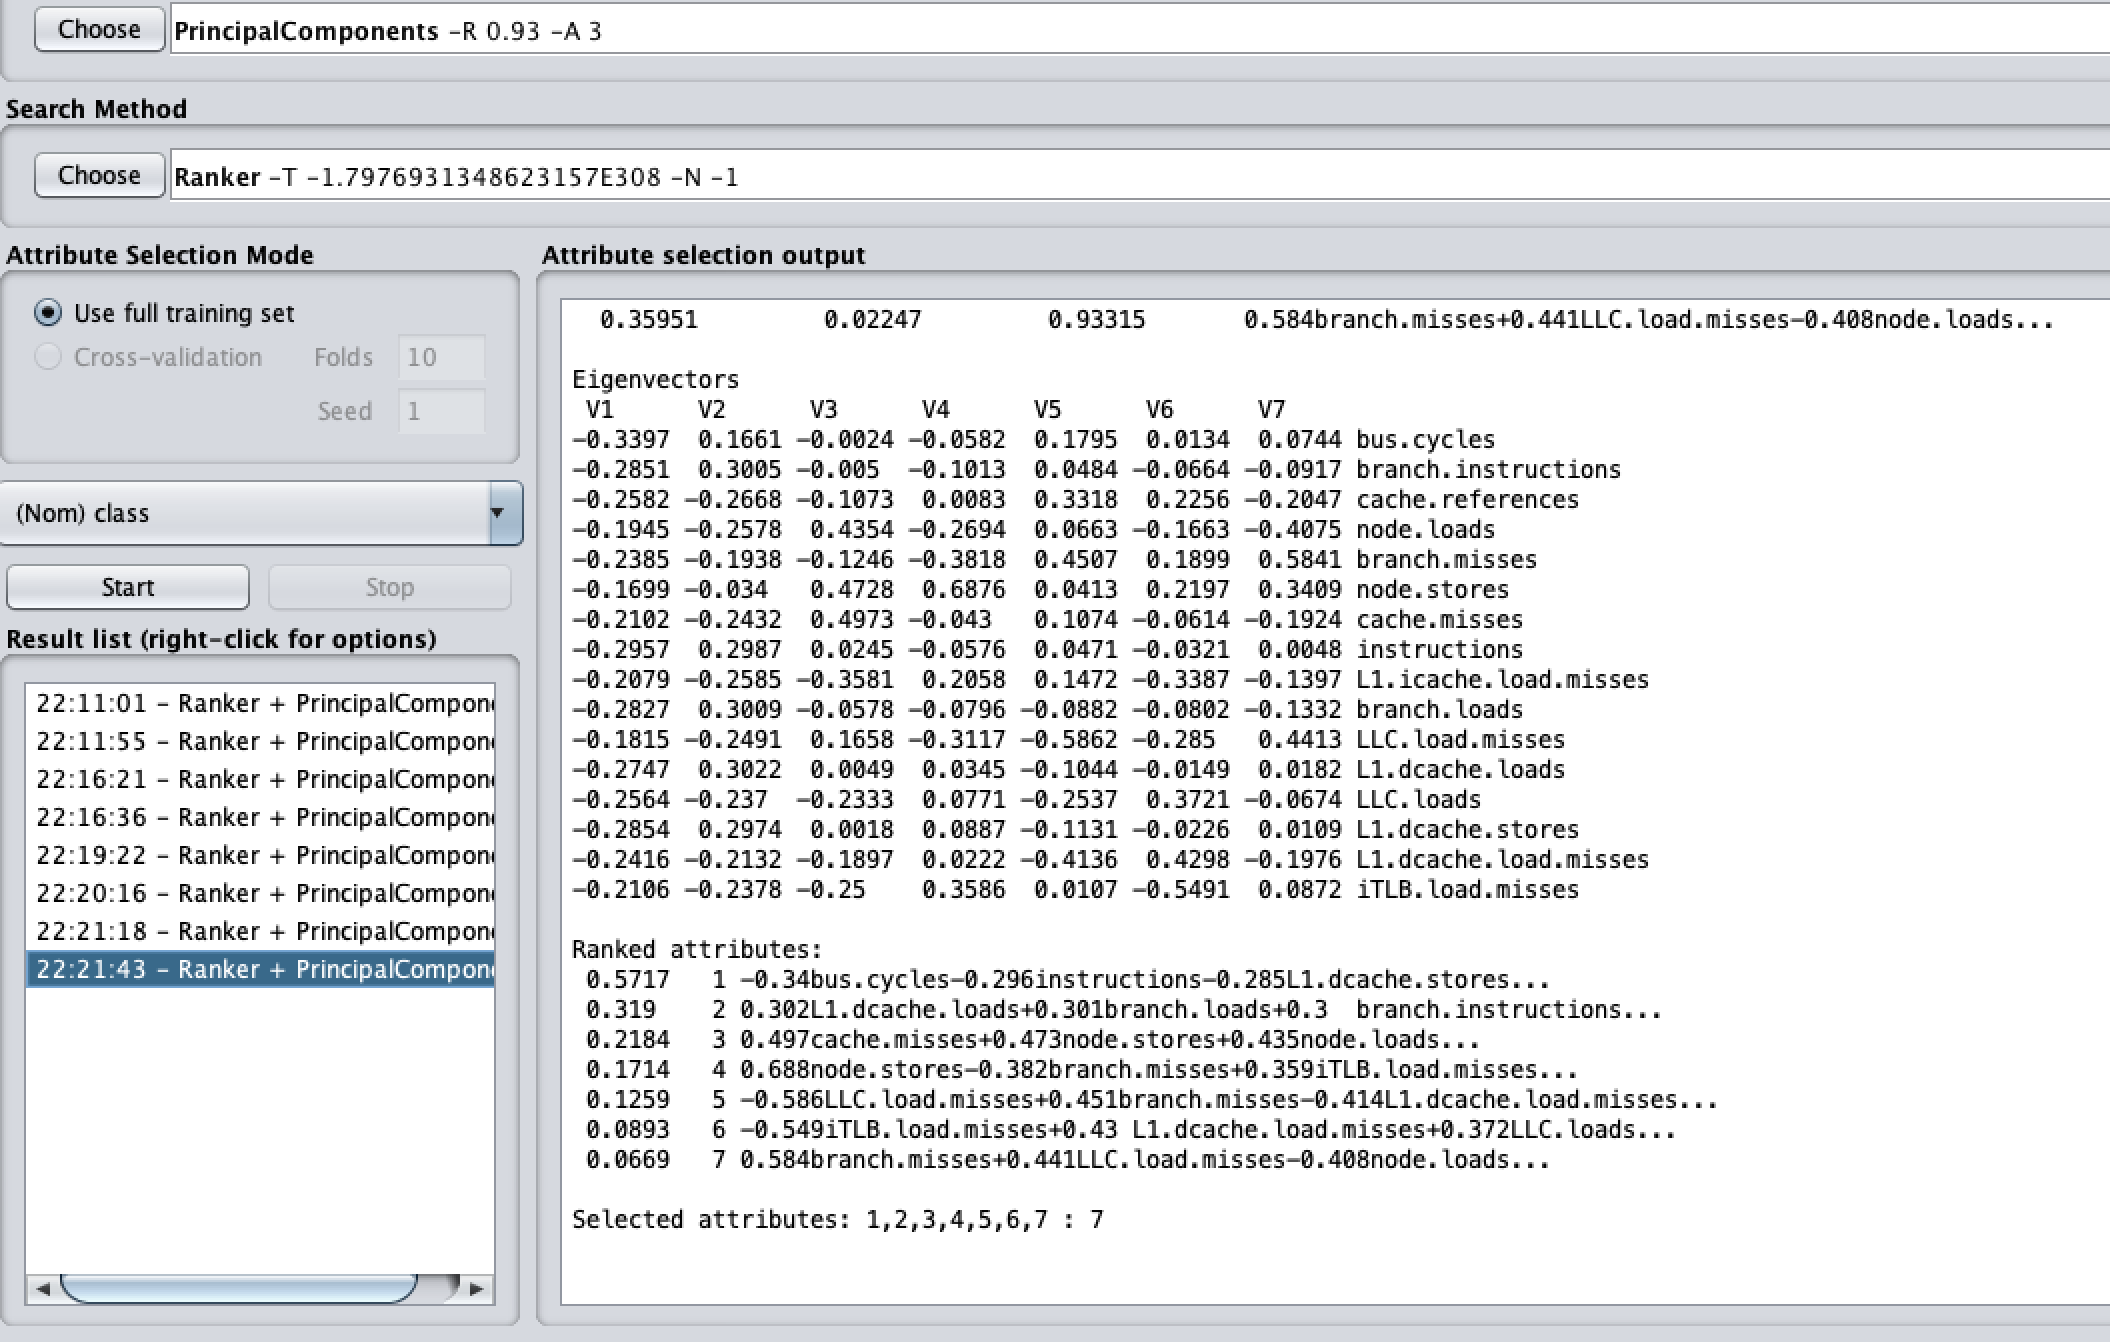 Choose PrincipalComponents -R 0.93 -A 3
Search Method
Choose Ranker -T -1.7976931348623157E308 -N -1
Attribute Selection Mode
Use full training set
Cross-validation Folds 10
Seed 1
(Nom) class
Start Stop
Result list (right-click for options)
22:11:01 - Ranker + PrincipalCompon
22:11:55 - Ranker + PrincipalCompon
22:16:21 - Ranker + PrincipalCompon
22:16:36 - Ranker + PrincipalCompon
22:19:22 - Ranker + PrincipalCompon
22:20:16 - Ranker + PrincipalCompon
22:21:18 - Ranker + PrincipalCompon
22:21:43 - Ranker + PrincipalCompon
Attribute selection output
0.35951 0.02247 0.93315 0.584branch.misses+0.441LLC.load.misses-0.408node.loads...
Eigenvectors
V1 V2 V3 V4 V5 V6 V7
-0.3397 0.1661 -0.0024 -0.0582 0.1795 0.0134 0.0744 bus.cycles
-0.2851 0.3005 -0.005 -0.1013 0.0484 -0.0664 -0.0917 branch.instructions
-0.2582 -0.2668 -0.1073 0.0083 0.3318 0.2256 -0.2047 cache.references
-0.1945 -0.2578 0.4354 -0.2694 0.0663 -0.1663 -0.4075 node.loads
-0.2385 -0.1938 -0.1246 -0.3818 0.4507 0.1899 0.5841 branch.misses
-0.1699 -0.034 0.4728 0.6876 0.0413 0.2197 0.3409 node.stores
-0.2102 -0.2432 0.4973 -0.043 0.1074 -0.0614 -0.1924 cache.misses
-0.2957 0.2987 0.0245 -0.0576 0.0471 -0.0321 0.0048 instructions
-0.2079 -0.2585 -0.3581 0.2058 0.1472 -0.3387 -0.1397 L1.icache.load.misses
-0.2827 0.3009 -0.0578 -0.0796 -0.0882 -0.0802 -0.1332 branch.loads
-0.1815 -0.2491 0.1658 -0.3117 -0.5862 -0.285 0.4413 LLC.load.misses
-0.2747 0.3022 0.0049 0.0345 -0.1044 -0.0149 0.0182 L1.dcache.loads
-0.2564 -0.237 -0.2333 0.0771 -0.2537 0.3721 -0.0674 LLC.loads
-0.2854 0.2974 0.0018 0.0887 -0.1131 -0.0226 0.0109 L1.dcache.stores
-0.2416 -0.2132 -0.1897 0.0222 -0.4136 0.4298 -0.1976 L1.dcache.load.misses
-0.2106 -0.2378 -0.25 0.3586 0.0107 -0.5491 0.0872 iTLB.load.misses
Ranked attributes:
0.5717 1 -0.34bus.cycles-0.296instructions-0.285L1.dcache.stores...
0.319 2 0.302L1.dcache.loads+0.301branch.loads+0.3 branch.instructions...
0.2184 3 0.497cache.misses+0.473node.stores+0.435node.loads...
0.1714 4 0.688node.stores-0.382branch.misses+0.359iTLB.load.misses...
0.1259 5 -0.586LLC.load.misses+0.451branch.misses-0.414L1.dcache.load.misses...
0.0893 6 -0.549iTLB.load.misses+0.43 L1.dcache.load.misses+0.372LLC.loads...
0.0669 7 0.584branch.misses+0.441LLC.load.misses-0.408node.loads...
Selected attributes: 1,2,3,4,5,6,7 : 7